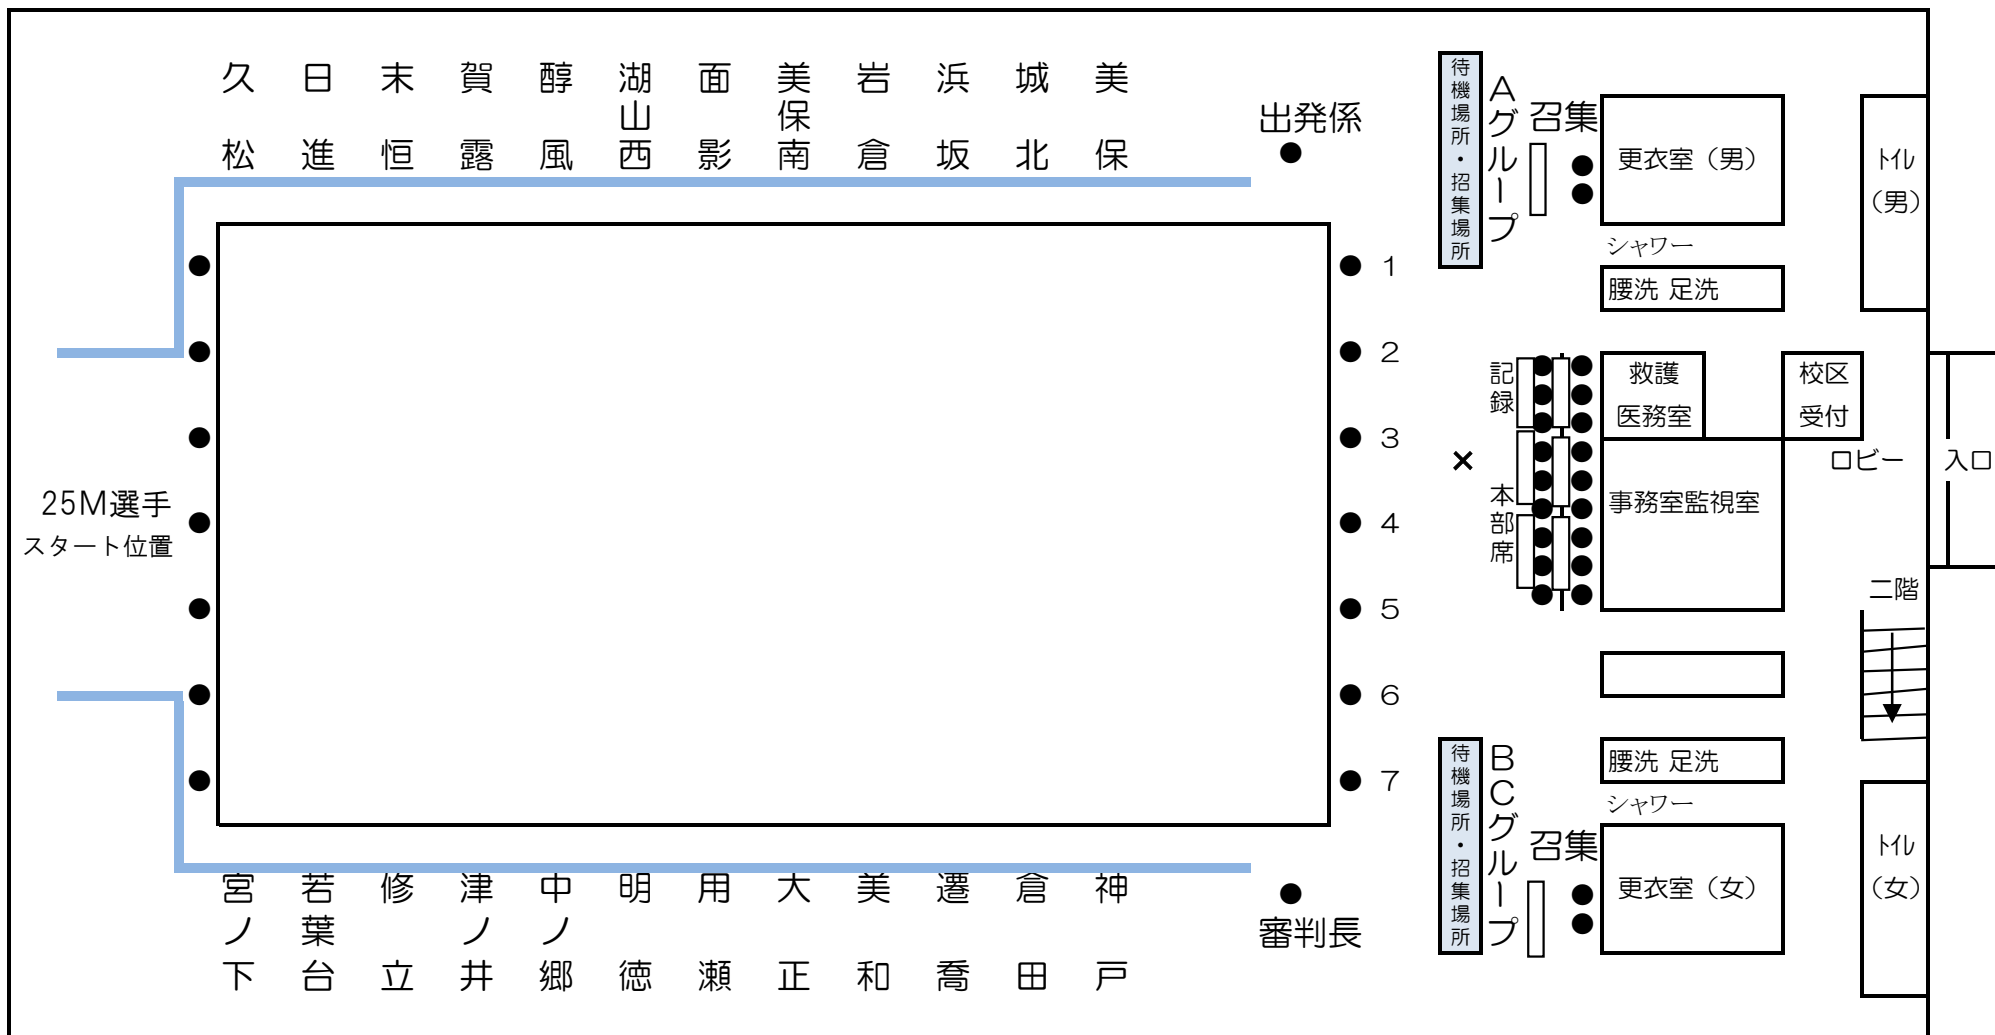 久松
日進
末恒
賀露
醇風
湖山西
面影
美保南
岩倉
浜坂
城北
美保
出発係
待機場所・招集場所
Aグループ
召集
更衣室（男）
トイレ
（男）
シャワー
腰洗 足洗
1
2
3
4
5
6
7
25M選手
スタート位置
記録
本部席
×
救護
医務室
校区
受付
ロビー
入口
事務室監視室
二階
腰洗 足洗
シャワー
待機場所・招集場所
BCグループ
召集
更衣室（女）
トイレ
（女）
審判長
宮ノ下
若葉台
修立
津ノ井
中ノ郷
明徳
用瀬
大正
美和
遷喬
倉田
神戸